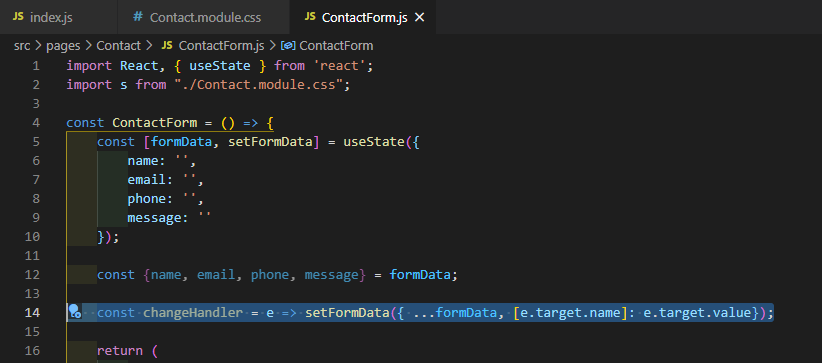 JS index.js # Contact.module.css JS ContactForm.js ×
src > pages > Contact > JS ContactForm.js > ContactForm
1 import React, { useState } from 'react';
2 import s from "./Contact.module.css";
3
4 const ContactForm = () => {
5 const [formData, setFormData] = useState({
6 name: '',
7 email: '',
8 phone: '',
9 message: ''
10 });
11
12 const {name, email, phone, message} = formData;
13
14 const changeHandler = e => setFormData({ ...formData, [e.target.name]: e.target.value});
15
16 return (